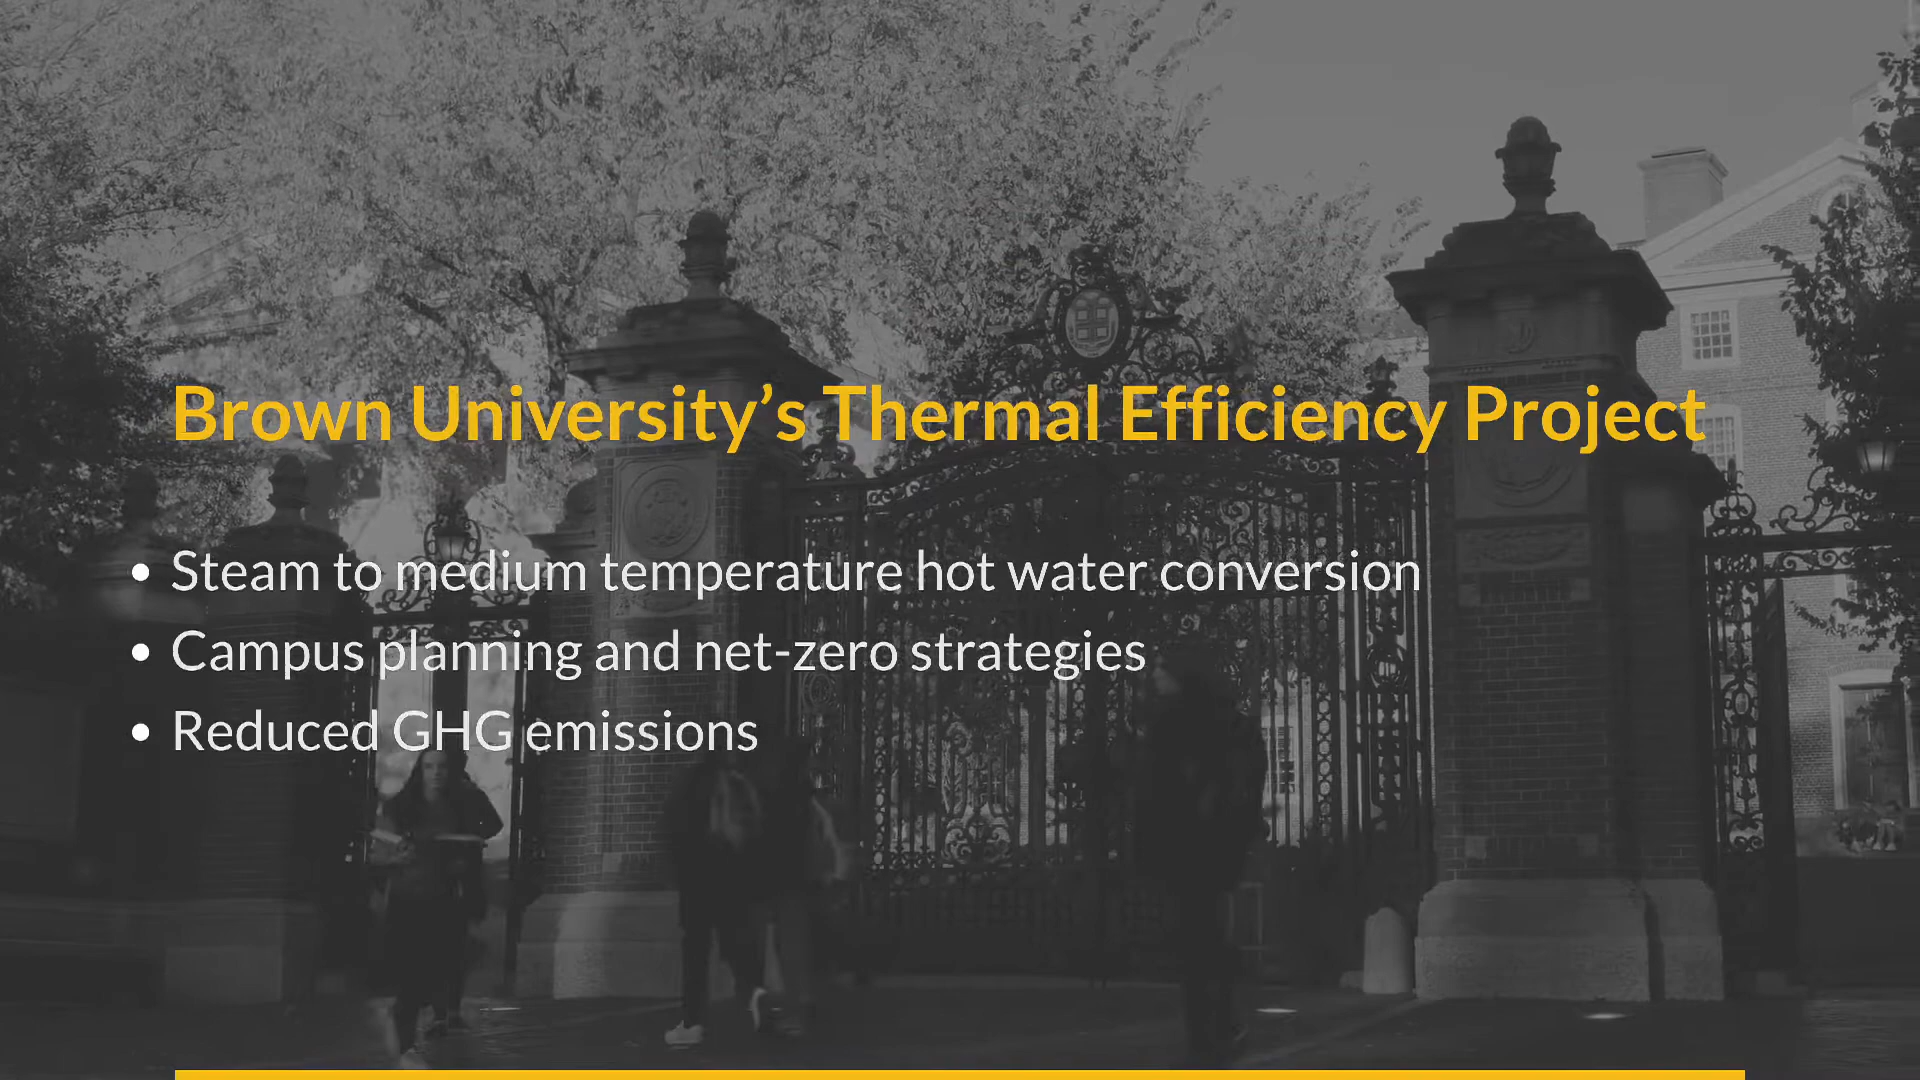 Brown University’s Thermal Efficiency Project
• Steam to medium temperature hot water conversion
• Campus planning and net-zero strategies
• Reduced GHG emissions